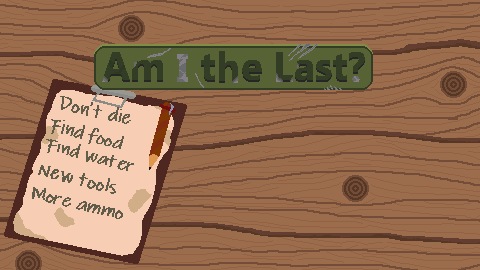 Am I the Last?
Don't die
Find food
Find water
New tools
More ammo